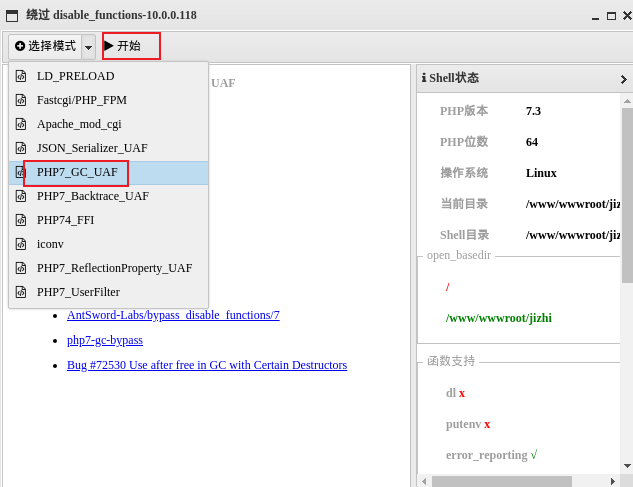 绕过 disable_functions-10.0.0.118
选择模式
开始
LD_PRELOAD
Fastcgi/PHP_FPM
Apache_mod_cgi
JSON_Serializer_UAF
PHP7_GC_UAF
PHP7_Backtrace_UAF
PHP74_FFI
iconv
PHP7_ReflectionProperty_UAF
PHP7_UserFilter
UAF
AntSword-Labs/bypass_disable_functions/7
php7-gc-bypass
Bug #72530 Use after free in GC with Certain Destructors
Shell状态
PHP版本 7.3
PHP位数 64
操作系统 Linux
当前目录 /www/wwwroot/jiz
Shell目录 /www/wwwroot/jiz
open_basedir
/
/www/wwwroot/jizhi
函数支持
dl x
putenv x
error_reporting √